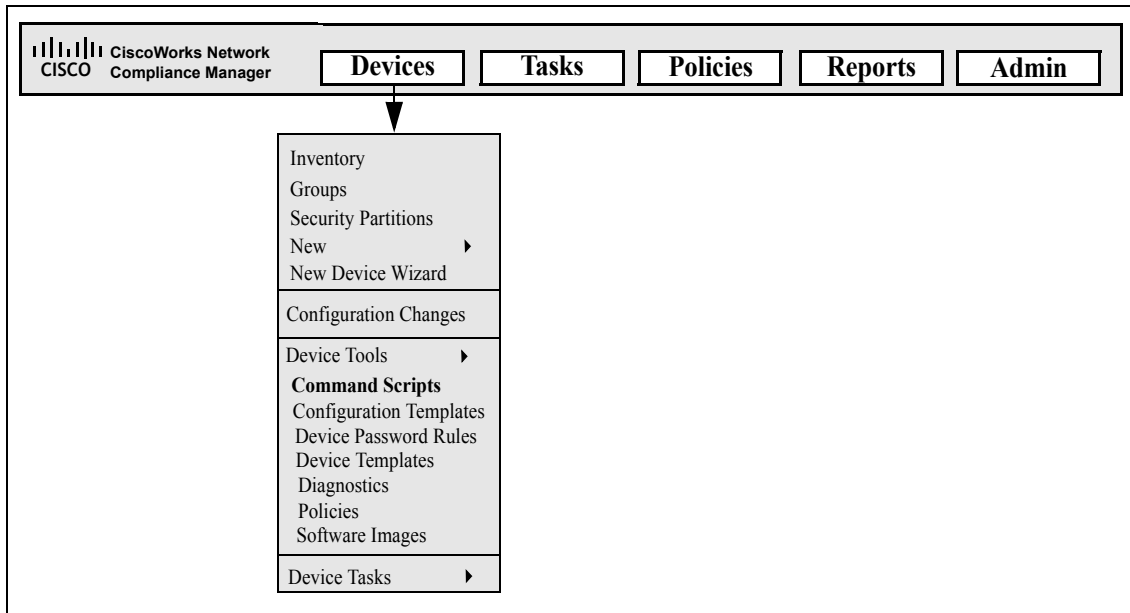 CISCO
CiscoWorks Network
Compliance Manager
Devices
Tasks
Policies
Reports
Admin
Inventory
Groups
Security Partitions
New
New Device Wizard
Configuration Changes
Device Tools
Command Scripts
Configuration Templates
Device Password Rules
Device Templates
Diagnostics
Policies
Software Images
Device Tasks